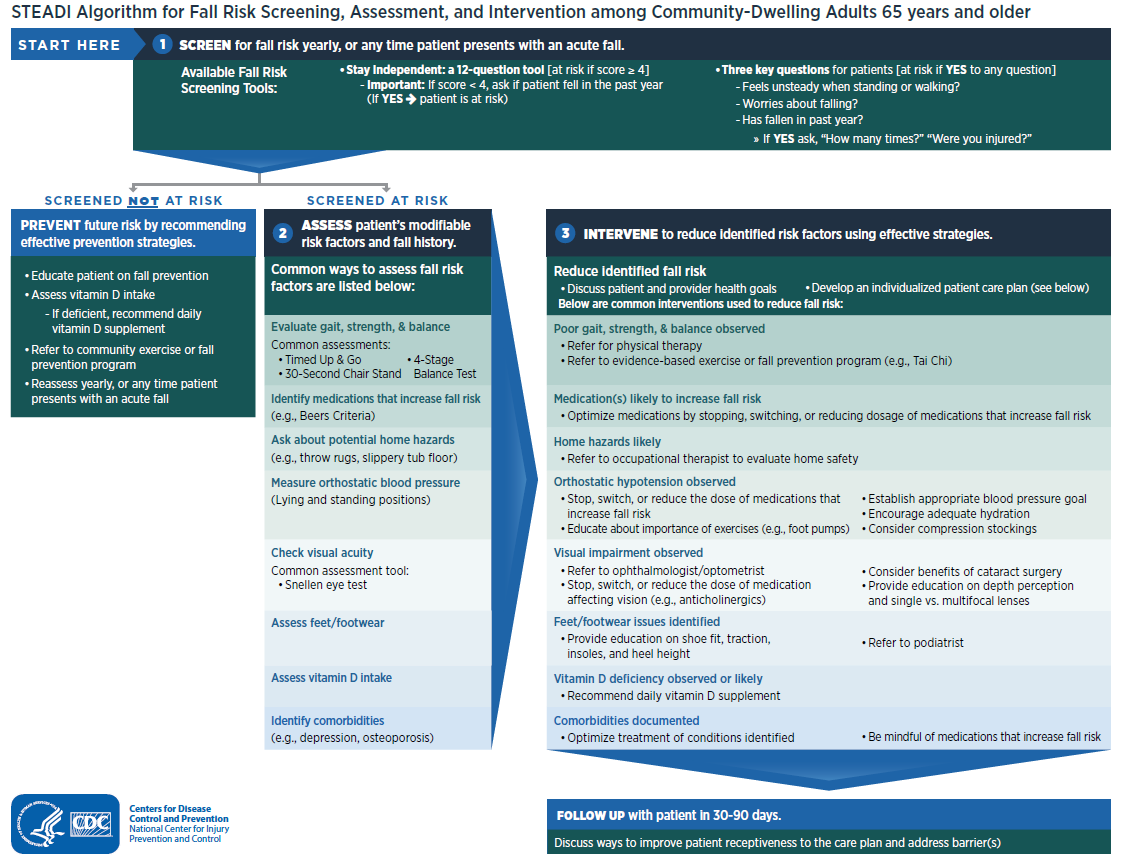 STEADI Algorithm for Fall Risk Screening, Assessment, and Intervention among Community-Dwelling Adults 65 years and older
START HERE
1 SCREEN for fall risk yearly, or any time patient presents with an acute fall.
Available Fall Risk
Screening Tools:
• Stay Independent: a 12-question tool [at risk if score ≥ 4]
- Important: If score < 4, ask if patient fell in the past year
(If YES → patient is at risk)
• Three key questions for patients [at risk if YES to any question]
- Feels unsteady when standing or walking?
- Worries about falling?
- Has fallen in past year?
» If YES ask, “How many times?” “Were you injured?”
SCREENED NOT AT RISK
PREVENT future risk by recommending
effective prevention strategies.
• Educate patient on fall prevention
• Assess vitamin D intake
- If deficient, recommend daily
vitamin D supplement
• Refer to community exercise or fall
prevention program
• Reassess yearly, or any time patient
presents with an acute fall
SCREENED AT RISK
2 ASSESS patient’s modifiable
risk factors and fall history.
Common ways to assess fall risk
factors are listed below:
Evaluate gait, strength, & balance
Common assessments:
• Timed Up & Go • 4-Stage
• 30-Second Chair Stand Balance Test
Identify medications that increase fall risk
(e.g., Beers Criteria)
Ask about potential home hazards
(e.g., throw rugs, slippery tub floor)
Measure orthostatic blood pressure
(Lying and standing positions)
Check visual acuity
Common assessment tool:
• Snellen eye test
Assess feet/footwear
Assess vitamin D intake
Identify comorbidities
(e.g., depression, osteoporosis)
3 INTERVENE to reduce identified risk factors using effective strategies.
Reduce identified fall risk
• Discuss patient and provider health goals • Develop an individualized patient care plan (see below)
Below are common interventions used to reduce fall risk:
Poor gait, strength, & balance observed
• Refer for physical therapy
• Refer to evidence-based exercise or fall prevention program (e.g., Tai Chi)
Medication(s) likely to increase fall risk
• Optimize medications by stopping, switching, or reducing dosage of medications that increase fall risk
Home hazards likely
• Refer to occupational therapist to evaluate home safety
Orthostatic hypotension observed
• Stop, switch, or reduce the dose of medications that
increase fall risk
• Educate about importance of exercises (e.g., foot pumps)
• Establish appropriate blood pressure goal
• Encourage adequate hydration
• Consider compression stockings
Visual impairment observed
• Refer to ophthalmologist/optometrist
• Stop, switch, or reduce the dose of medication
affecting vision (e.g., anticholinergics)
• Consider benefits of cataract surgery
• Provide education on depth perception
and single vs. multifocal lenses
Feet/footwear issues identified
• Provide education on shoe fit, traction,
insoles, and heel height
• Refer to podiatrist
Vitamin D deficiency observed or likely
• Recommend daily vitamin D supplement
Comorbidities documented
• Optimize treatment of conditions identified • Be mindful of medications that increase fall risk
FOLLOW UP with patient in 30-90 days.
Discuss ways to improve patient receptiveness to the care plan and address barrier(s)
CDC
Centers for Disease
Control and Prevention
National Center for Injury
Prevention and Control